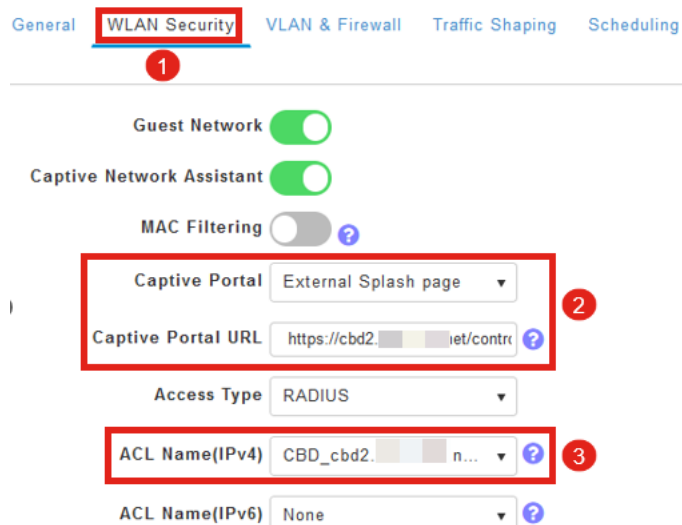 General WLAN Security VLAN & Firewall Traffic Shaping Scheduling
1
Guest Network
Captive Network Assistant
MAC Filtering ?
Captive Portal External Splash page
2
Captive Portal URL https://cbd2. et/contro ?
Access Type RADIUS
ACL Name(IPv4) CBD_cbd2. n... ? 3
ACL Name(IPv6) None ?